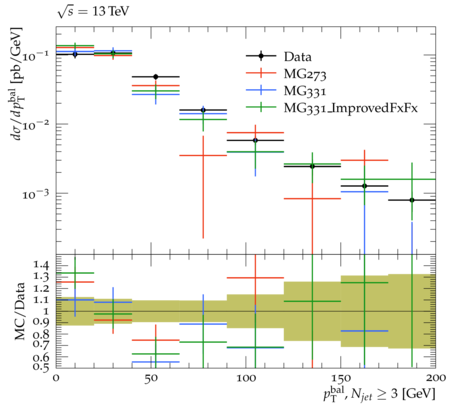 √s = 13 TeV
dσ/dp_T^bal [pb/GeV]
10⁻¹
10⁻²
10⁻³
Data
MG273
MG331
MG331_ImprovedFxFx
MC/Data
1.4
1.3
1.2
1.1
1
0.9
0.8
0.7
0.6
0.5
0 50 100 150 200
p_T^bal, N_jet ≥ 3 [GeV]